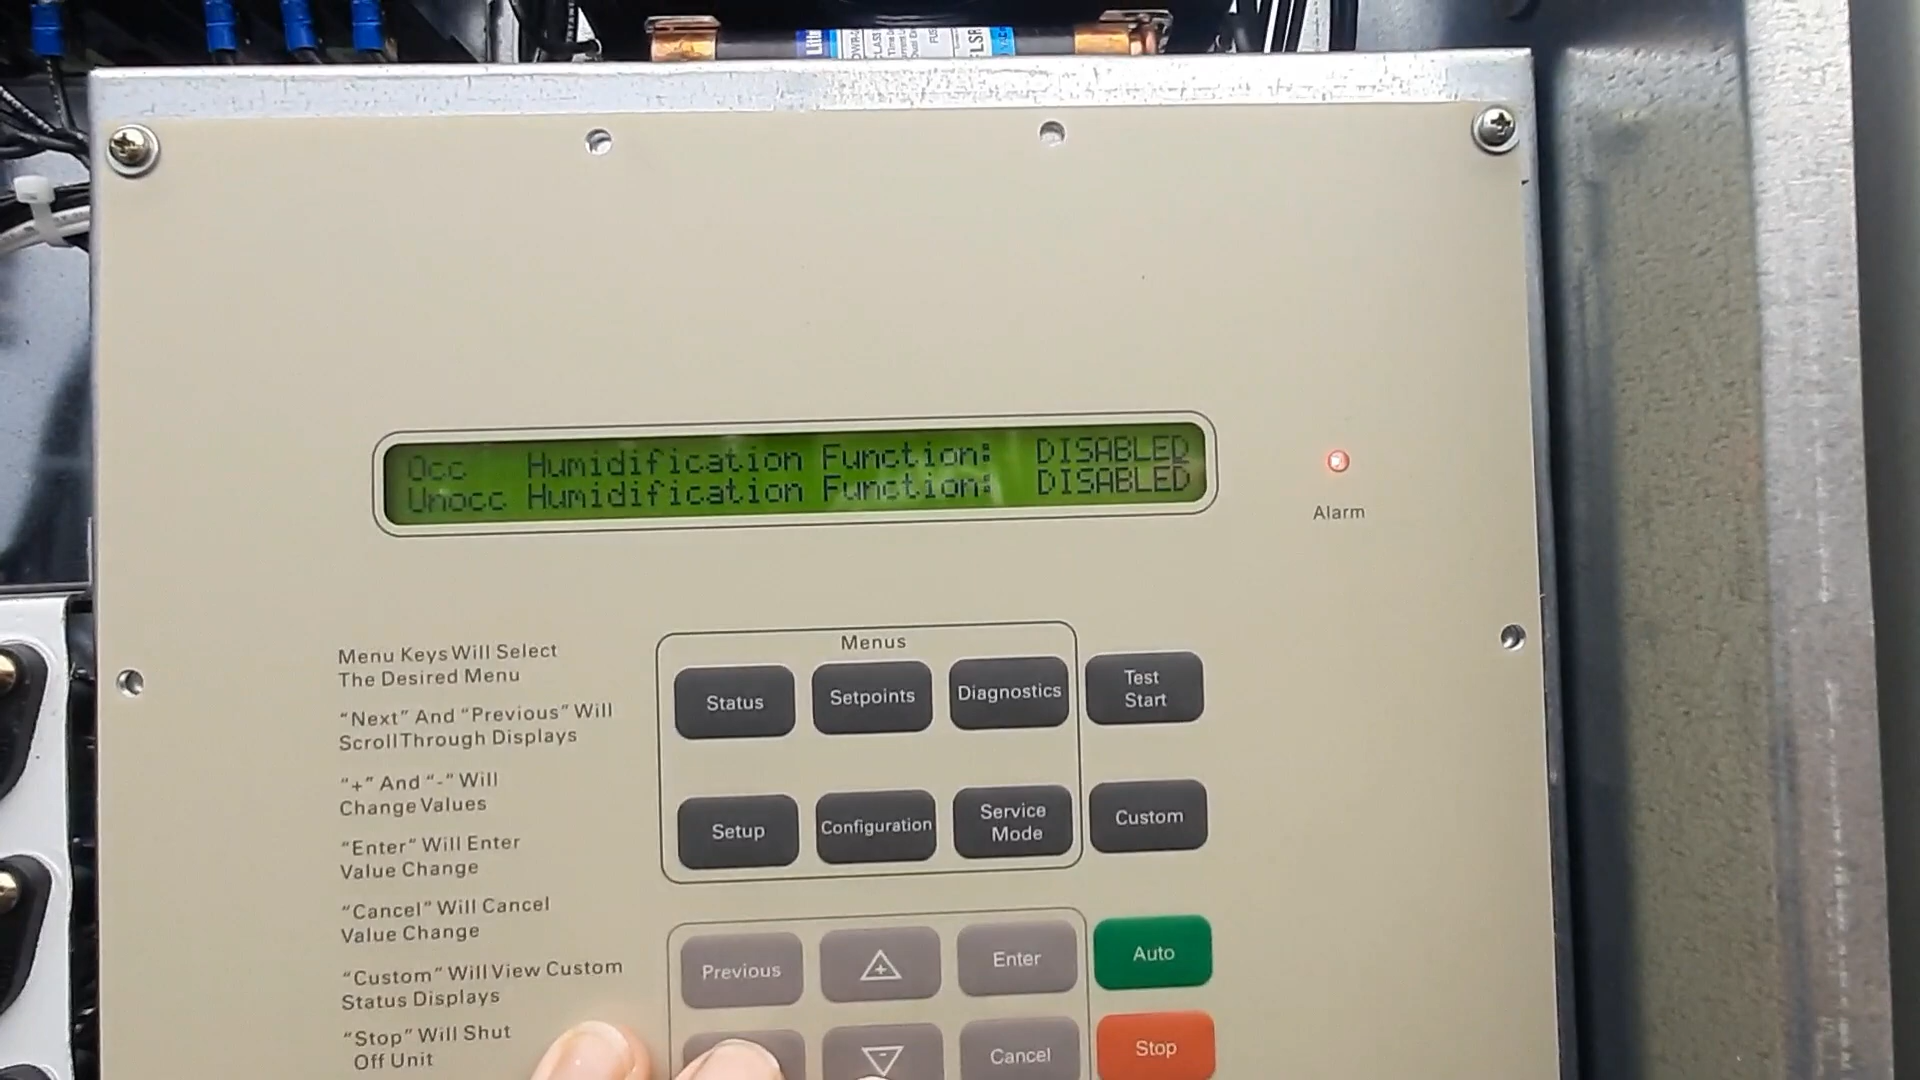 Occ Humidification Function: DISABLED
Unocc Humidification Function: DISABLED
Alarm
Menu Keys Will Select
The Desired Menu
"Next" And "Previous" Will
Scroll Through Displays
"+" And "-" Will
Change Values
"Enter" Will Enter
Value Change
"Cancel" Will Cancel
Value Change
"Custom" Will View Custom
Status Displays
"Stop" Will Shut
Off Unit
Menus
Status
Setpoints
Diagnostics
Test
Start
Setup
Configuration
Service
Mode
Custom
Previous
+
Enter
Auto
-
Cancel
Stop